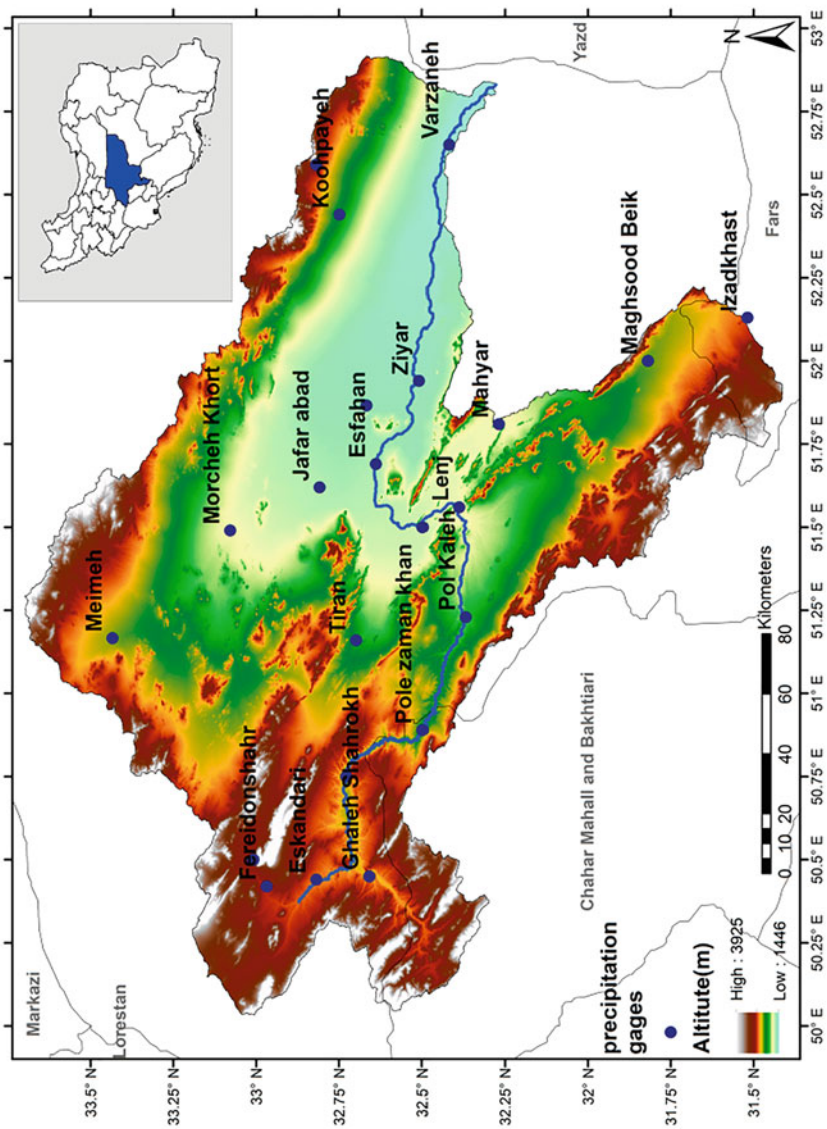 Markazi
Lorestan
Meimeh
Morcheh Khort
Koohpayeh
Fereidonshahr
Eskandari
Jafar abad
Tiran
Esfahan
Ghaleh Shahrokh
Ziyar
Varzaneh
Pole zaman khan
Pol Kaleh
Lenj
Mahyar
Yazd
Chahar Mahall and Bakhtiari
Maghsood Beik
Izadkhast
Fars
N
precipitation
gages
Altitute(m)
High : 3925
Low : 1446
Kilometers
0 10 20 40 60 80
33.5° N
33.25° N
33° N
32.75° N
32.5° N
32.25° N
32° N
31.75° N
31.5° N
50° E
50.25° E
50.5° E
50.75° E
51° E
51.25° E
51.5° E
51.75° E
52° E
52.25° E
52.5° E
52.75° E
53° E